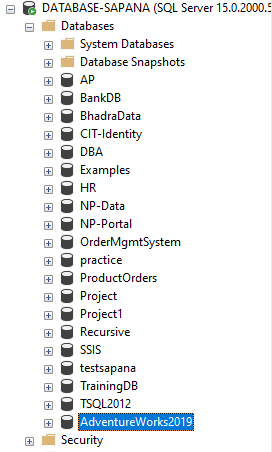 DATABASE-SAPANA (SQL Server 15.0.2000.5
Databases
System Databases
Database Snapshots
AP
BankDB
BhadraData
CIT-Identity
DBA
Examples
HR
NP-Data
NP-Portal
OrderMgmtSystem
practice
ProductOrders
Project
Project1
Recursive
SSIS
testsapana
TrainingDB
TSQL2012
AdventureWorks2019
Security